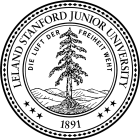 LELAND STANFORD JUNIOR UNIVERSITY
DIE LUFT DER FREIHEIT WEHT
1891